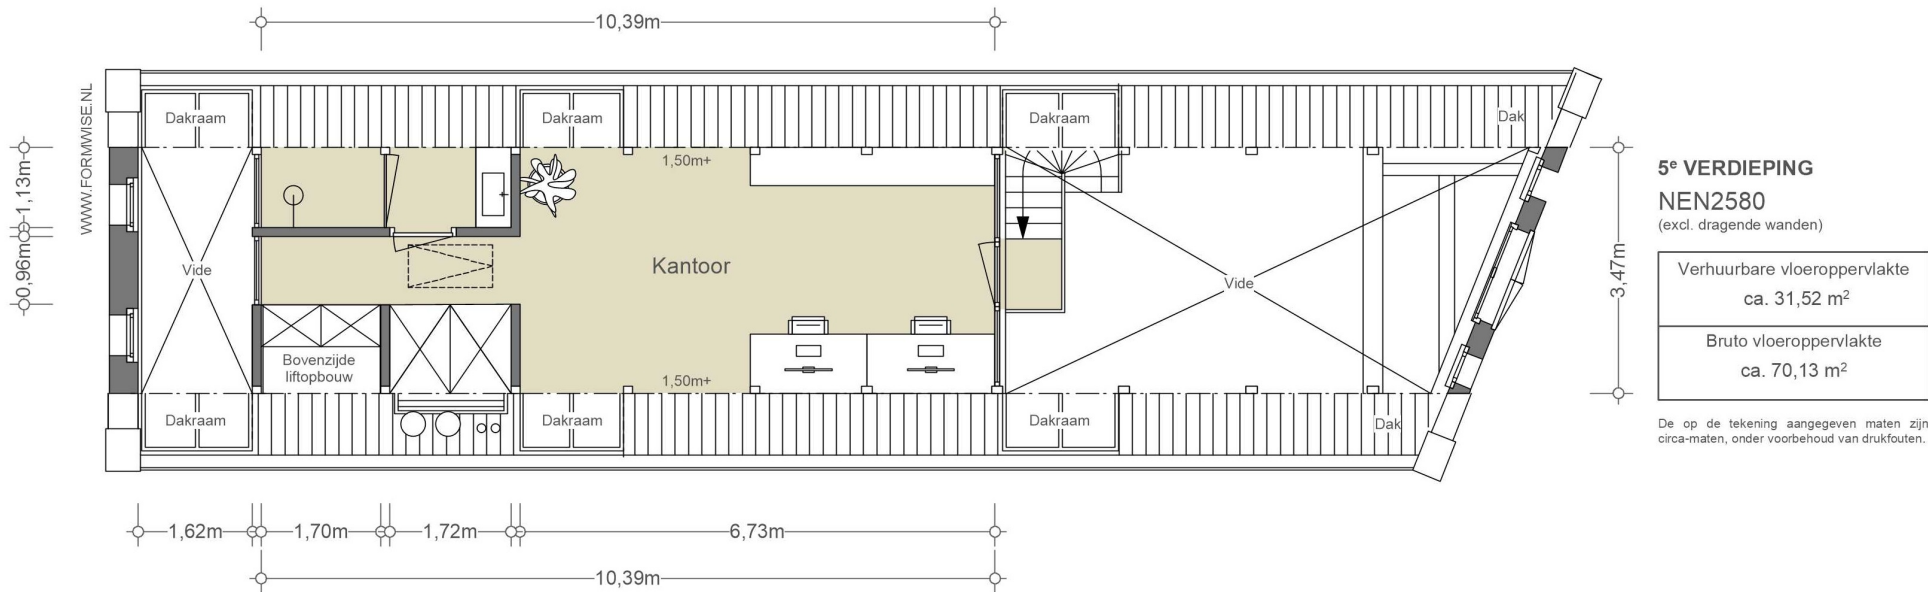 10,39m
WWW.FORMWISE.NL
Dakraam
Dakraam
Dakraam
Dak
1,50m+
1,13m
0,96m
Vide
Kantoor
Vide
3,47m
Bovenzijde
liftopbouw
1,50m+
Dakraam
Dakraam
Dakraam
Dak
1,62m
1,70m
1,72m
6,73m
10,39m
5e VERDIEPING
NEN2580
(excl. dragende wanden)
Verhuurbare vloeroppervlakte
ca. 31,52 m²
Bruto vloeroppervlakte
ca. 70,13 m²
De op de tekening aangegeven maten zijn
circa-maten, onder voorbehoud van drukfouten.